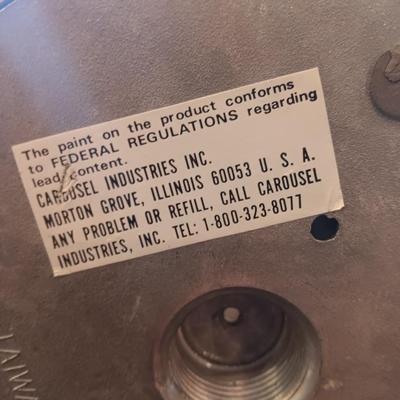 The paint on the product conforms
to FEDERAL REGULATIONS regarding
lead content.
CAROUSEL INDUSTRIES INC.
MORTON GROVE, ILLINOIS 60053 U. S. A.
ANY PROBLEM OR REFILL, CALL CAROUSEL
INDUSTRIES, INC. TEL: 1-800-323-8077